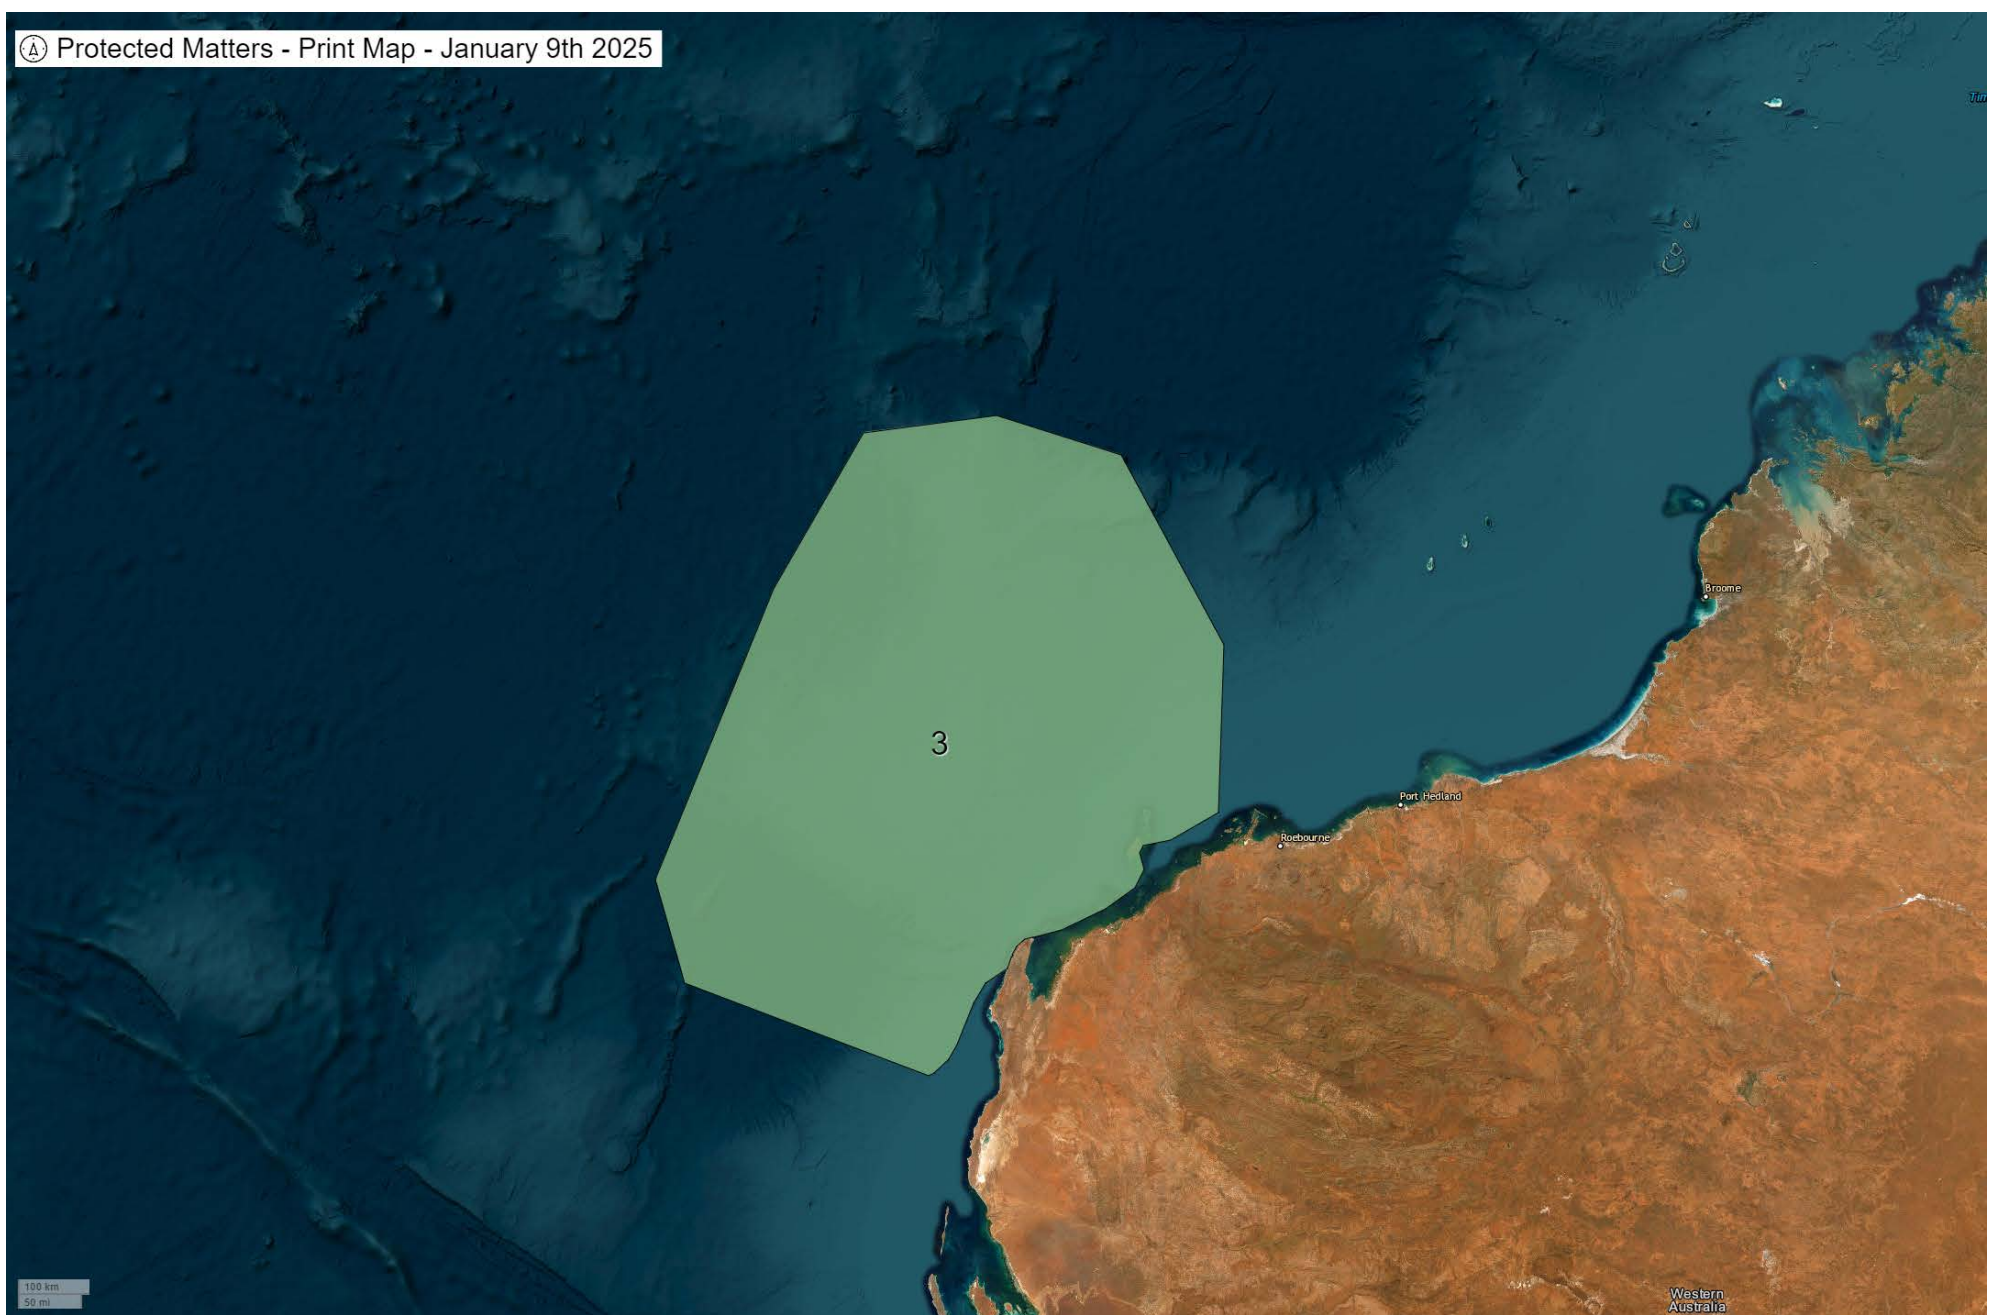 Protected Matters - Print Map - January 9th 2025
Broome
Port Hedland
Roebourne
3
100 km
50 mi
Western
Australia